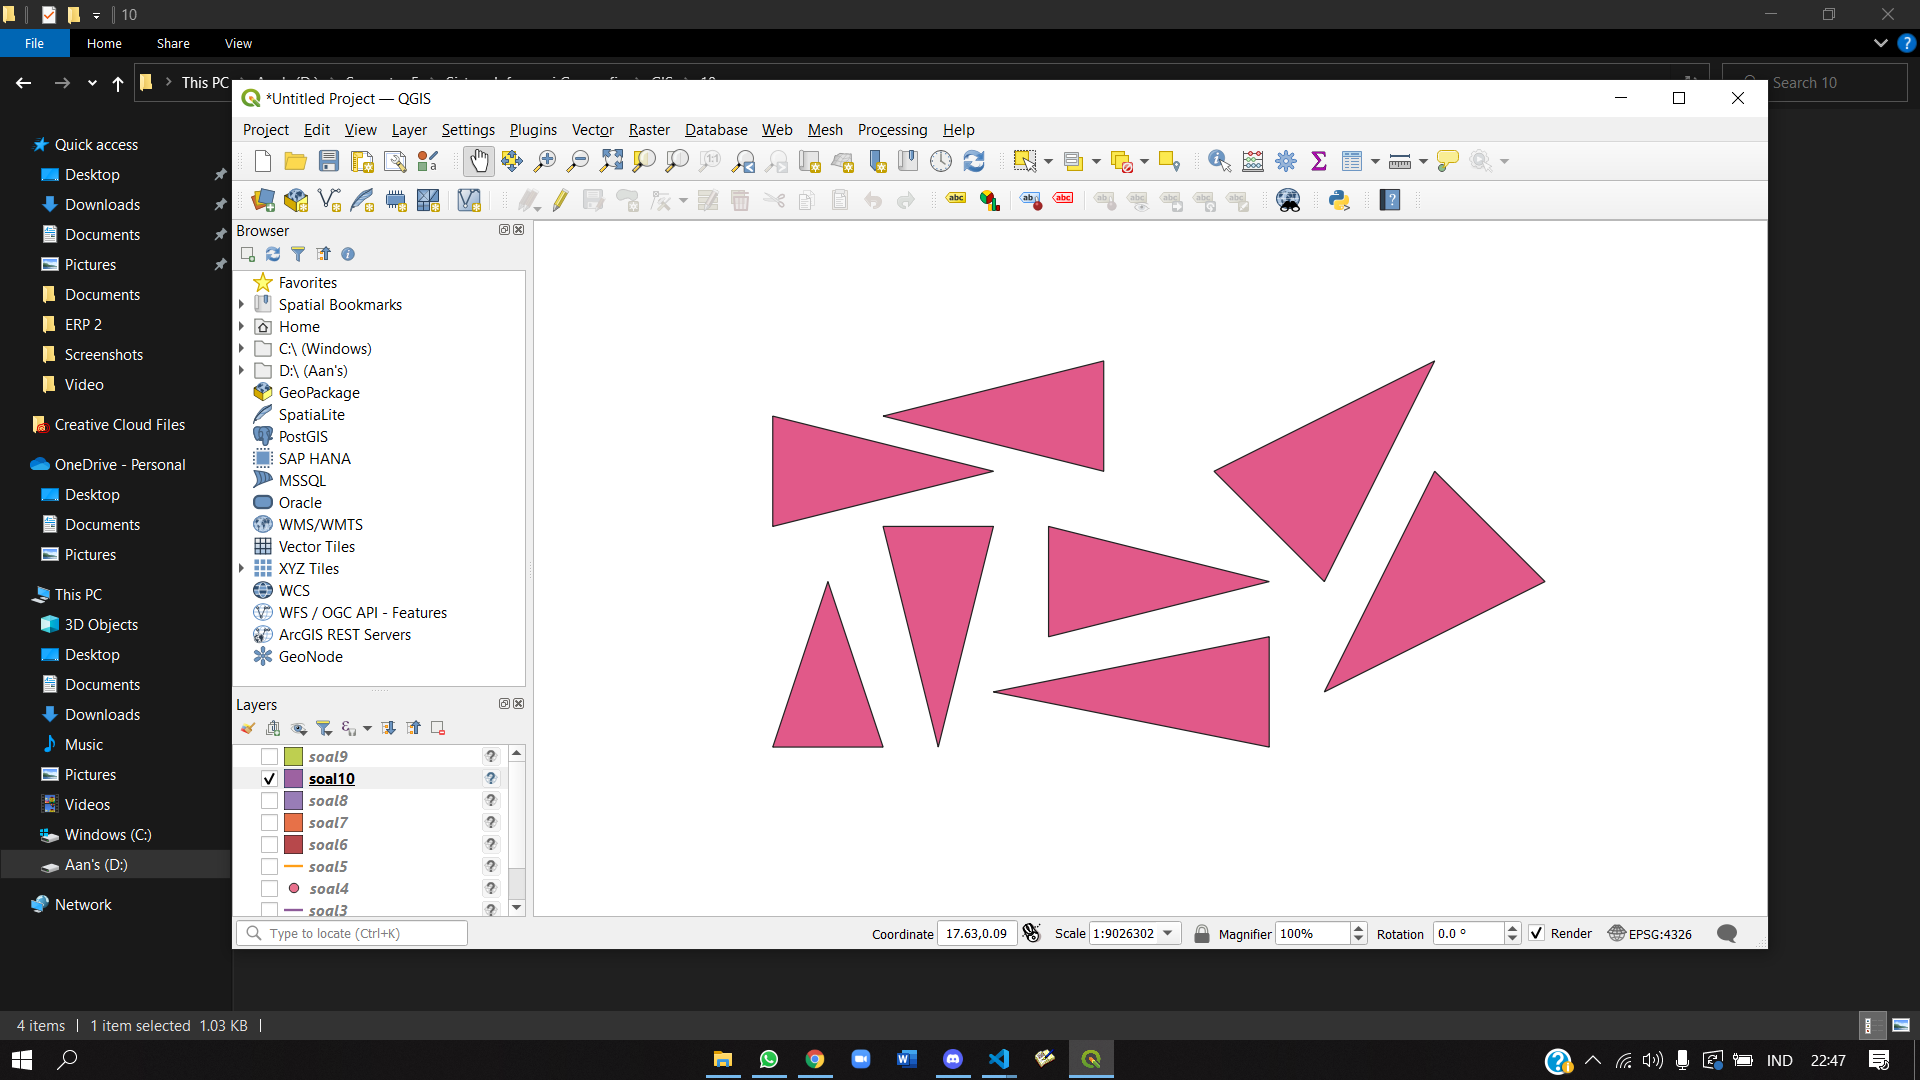 10
File
Home
Share
View
This PC
Search 10
Quick access
Desktop
Downloads
Documents
Pictures
Documents
ERP 2
Screenshots
Video
Creative Cloud Files
OneDrive - Personal
Desktop
Documents
Pictures
This PC
3D Objects
Desktop
Documents
Downloads
Music
Pictures
Videos
Windows (C:)
Aan's (D:)
Network
*Untitled Project — QGIS
Project Edit View Layer Settings Plugins Vector Raster Database Web Mesh Processing Help
Browser
Favorites
Spatial Bookmarks
Home
C:\ (Windows)
D:\ (Aan's)
GeoPackage
SpatiaLite
PostGIS
SAP HANA
MSSQL
Oracle
WMS/WMTS
Vector Tiles
XYZ Tiles
WCS
WFS / OGC API - Features
ArcGIS REST Servers
GeoNode
Layers
soal9
soal10
soal8
soal7
soal6
soal5
soal4
soal3
Type to locate (Ctrl+K)
Coordinate 17.63,0.09 Scale 1:9026302 Magnifier 100% Rotation 0.0 ° Render EPSG:4326
4 items 1 item selected 1.03 KB
IND 22:47